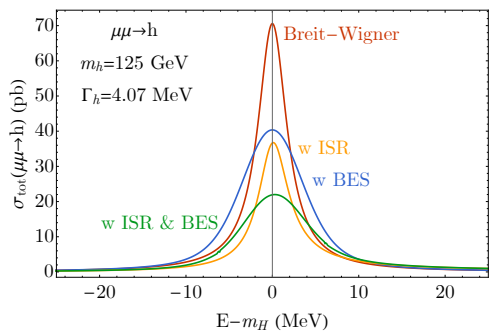 μμ→h
m_h=125 GeV
Γ_h=4.07 MeV
Breit−Wigner
w ISR
w BES
w ISR & BES
σ_tot(μμ→h) (pb)
70
60
50
40
30
20
10
0
−20 −10 0 10 20
E−m_H (MeV)